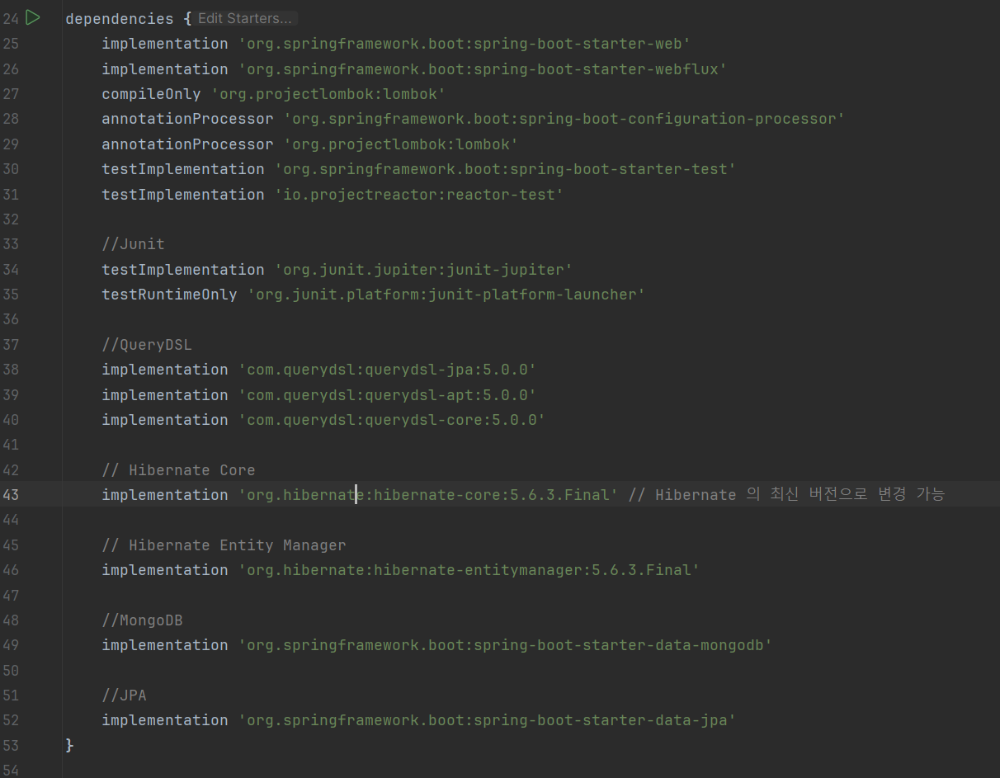 24 dependencies { Edit Starters...
25 implementation 'org.springframework.boot:spring-boot-starter-web'
26 implementation 'org.springframework.boot:spring-boot-starter-webflux'
27 compileOnly 'org.projectlombok:lombok'
28 annotationProcessor 'org.springframework.boot:spring-boot-configuration-processor'
29 annotationProcessor 'org.projectlombok:lombok'
30 testImplementation 'org.springframework.boot:spring-boot-starter-test'
31 testImplementation 'io.projectreactor:reactor-test'
32
33 //Junit
34 testImplementation 'org.junit.jupiter:junit-jupiter'
35 testRuntimeOnly 'org.junit.platform:junit-platform-launcher'
36
37 //QueryDSL
38 implementation 'com.querydsl:querydsl-jpa:5.0.0'
39 implementation 'com.querydsl:querydsl-apt:5.0.0'
40 implementation 'com.querydsl:querydsl-core:5.0.0'
41
42 // Hibernate Core
43 implementation 'org.hibernate:hibernate-core:5.6.3.Final' // Hibernate 의 최신 버전으로 변경 가능
44
45 // Hibernate Entity Manager
46 implementation 'org.hibernate:hibernate-entitymanager:5.6.3.Final'
47
48 //MongoDB
49 implementation 'org.springframework.boot:spring-boot-starter-data-mongodb'
50
51 //JPA
52 implementation 'org.springframework.boot:spring-boot-starter-data-jpa'
53 }
54